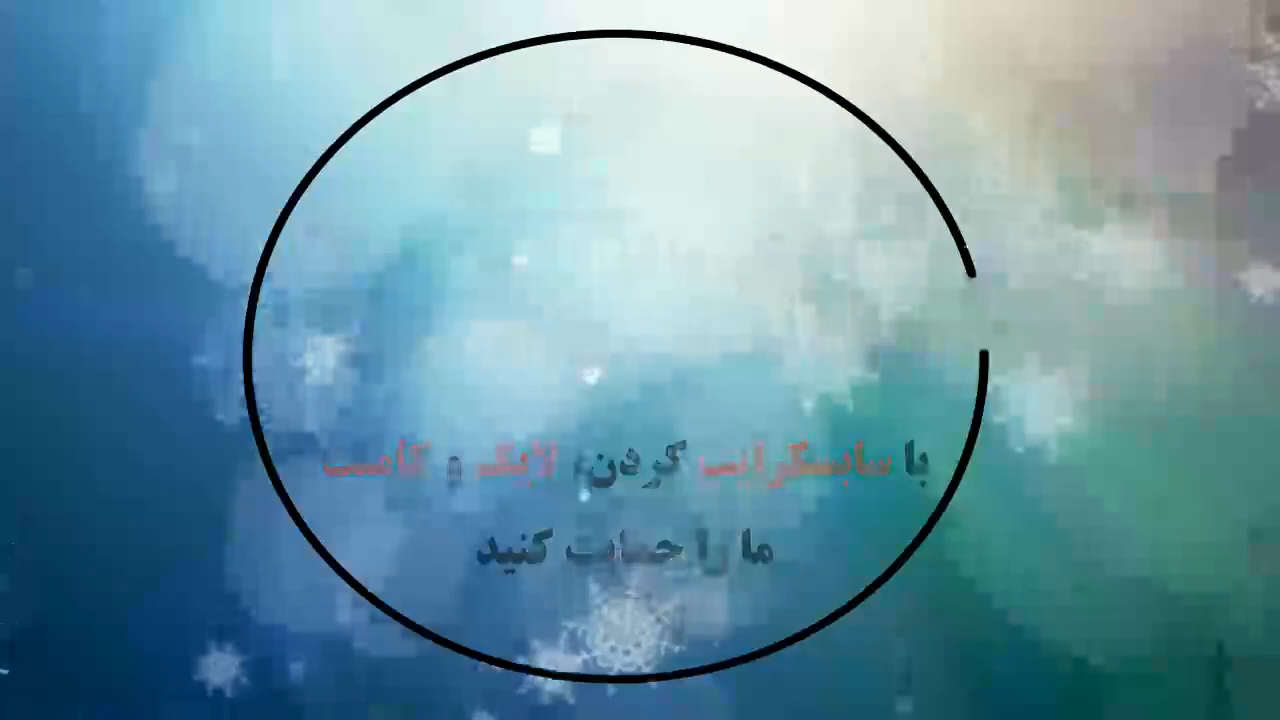 با سابسکرایب کردن، لایک و کامنت
ما را حمایت کنید